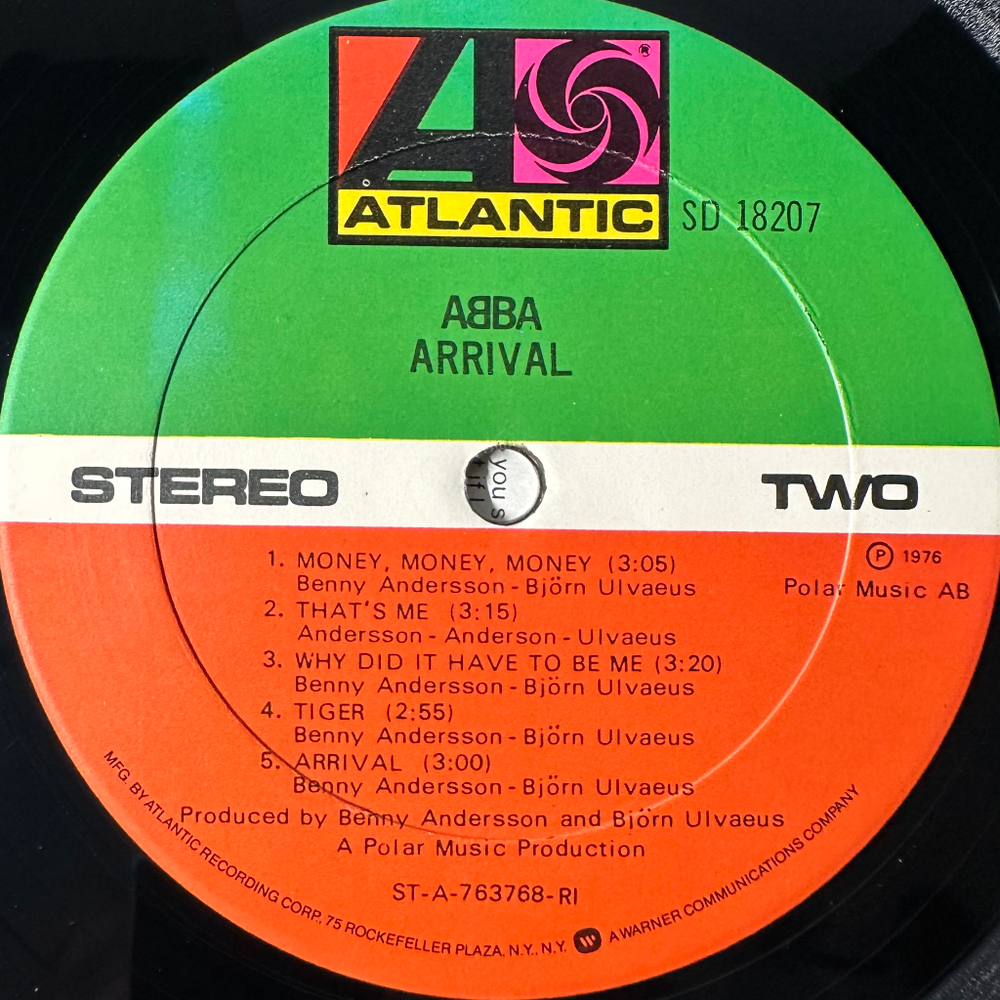 ®
ATLANTIC
SD 18207
ABBA
ARRIVAL
STEREO
you s
TWO
℗ 1976
Polar Music AB
1. MONEY, MONEY, MONEY (3:05)
Benny Andersson - Björn Ulvaeus
2. THAT'S ME (3:15)
Andersson - Anderson - Ulvaeus
3. WHY DID IT HAVE TO BE ME (3:20)
Benny Andersson - Björn Ulvaeus
4. TIGER (2:55)
Benny Andersson - Björn Ulvaeus
5. ARRIVAL (3:00)
Benny Andersson - Björn Ulvaeus
Produced by Benny Andersson and Björn Ulvaeus
A Polar Music Production
ST-A-763768-RI
MFG. BY ATLANTIC RECORDING CORP., 75 ROCKEFELLER PLAZA, N.Y., N.Y. W A WARNER COMMUNICATIONS COMPANY